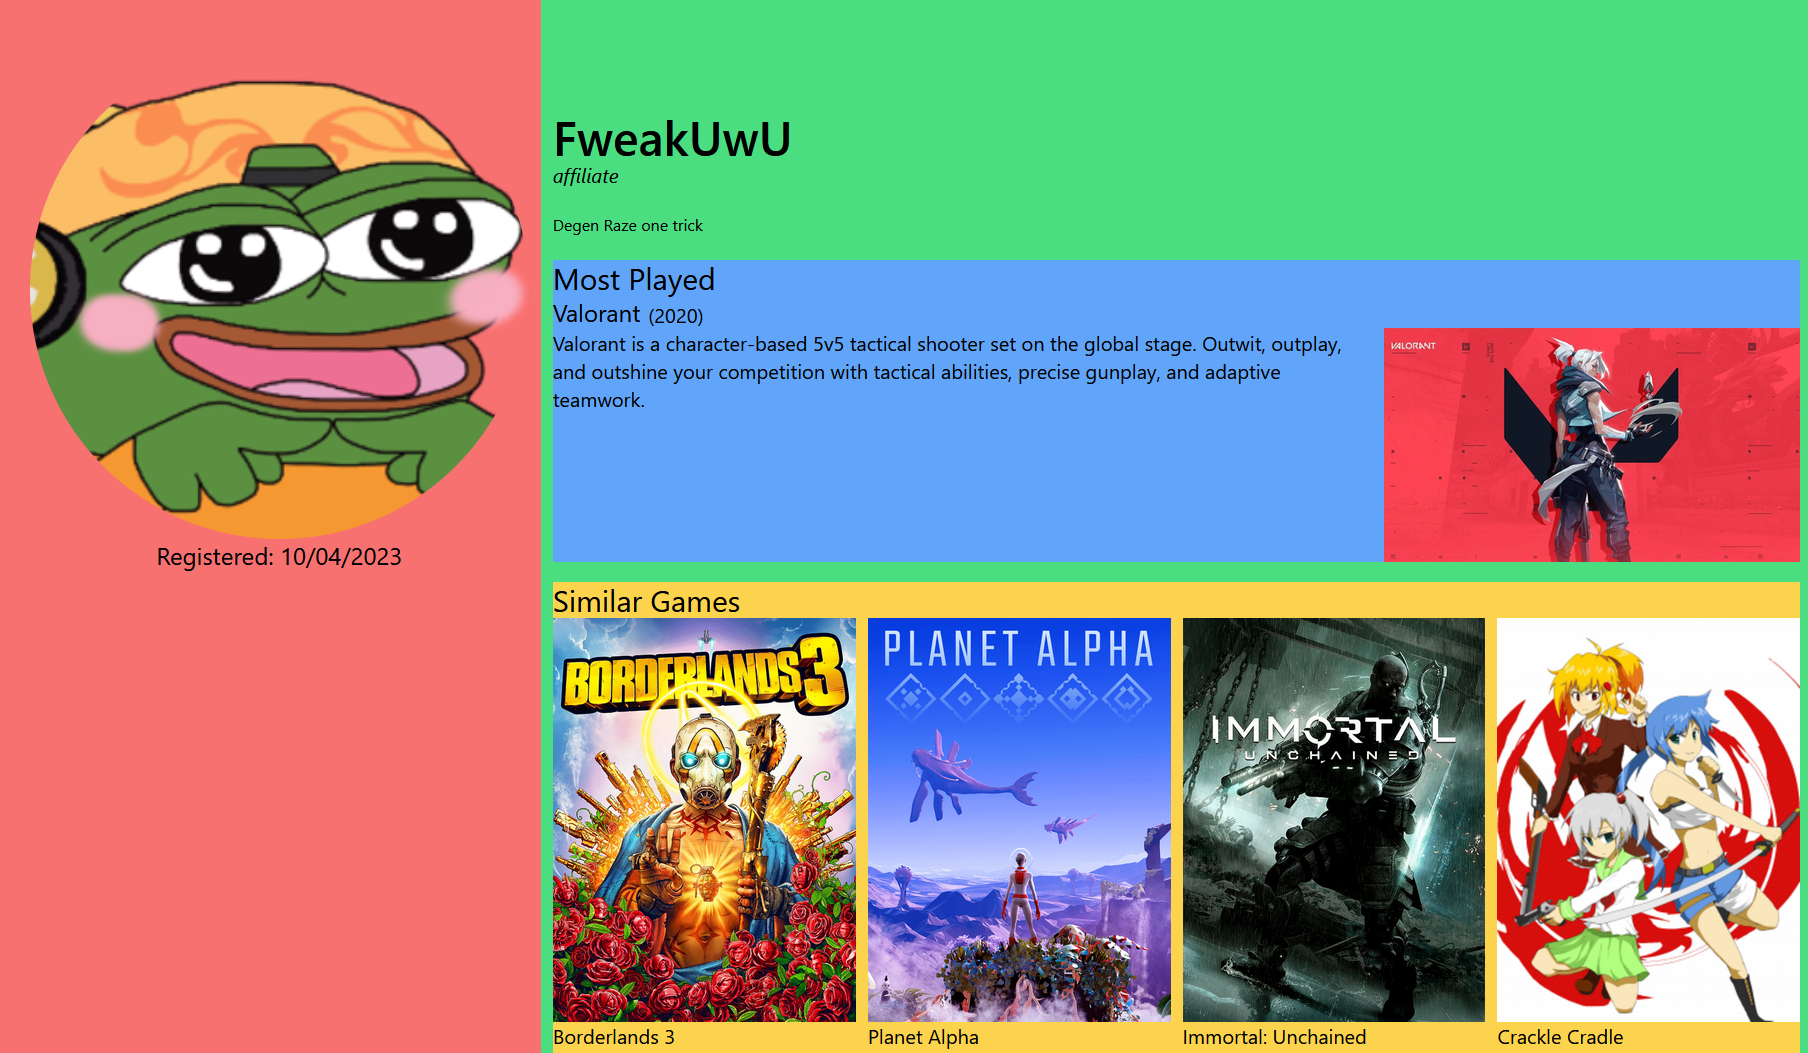 FweakUwU
affiliate
Degen Raze one trick
Most Played
Valorant (2020)
Valorant is a character-based 5v5 tactical shooter set on the global stage. Outwit, outplay,
and outshine your competition with tactical abilities, precise gunplay, and adaptive
teamwork.
VALORANT
Registered: 10/04/2023
Similar Games
BORDERLANDS 3
PLANET ALPHA
IMMORTAL
UNCHAINED
Borderlands 3
Planet Alpha
Immortal: Unchained
Crackle Cradle